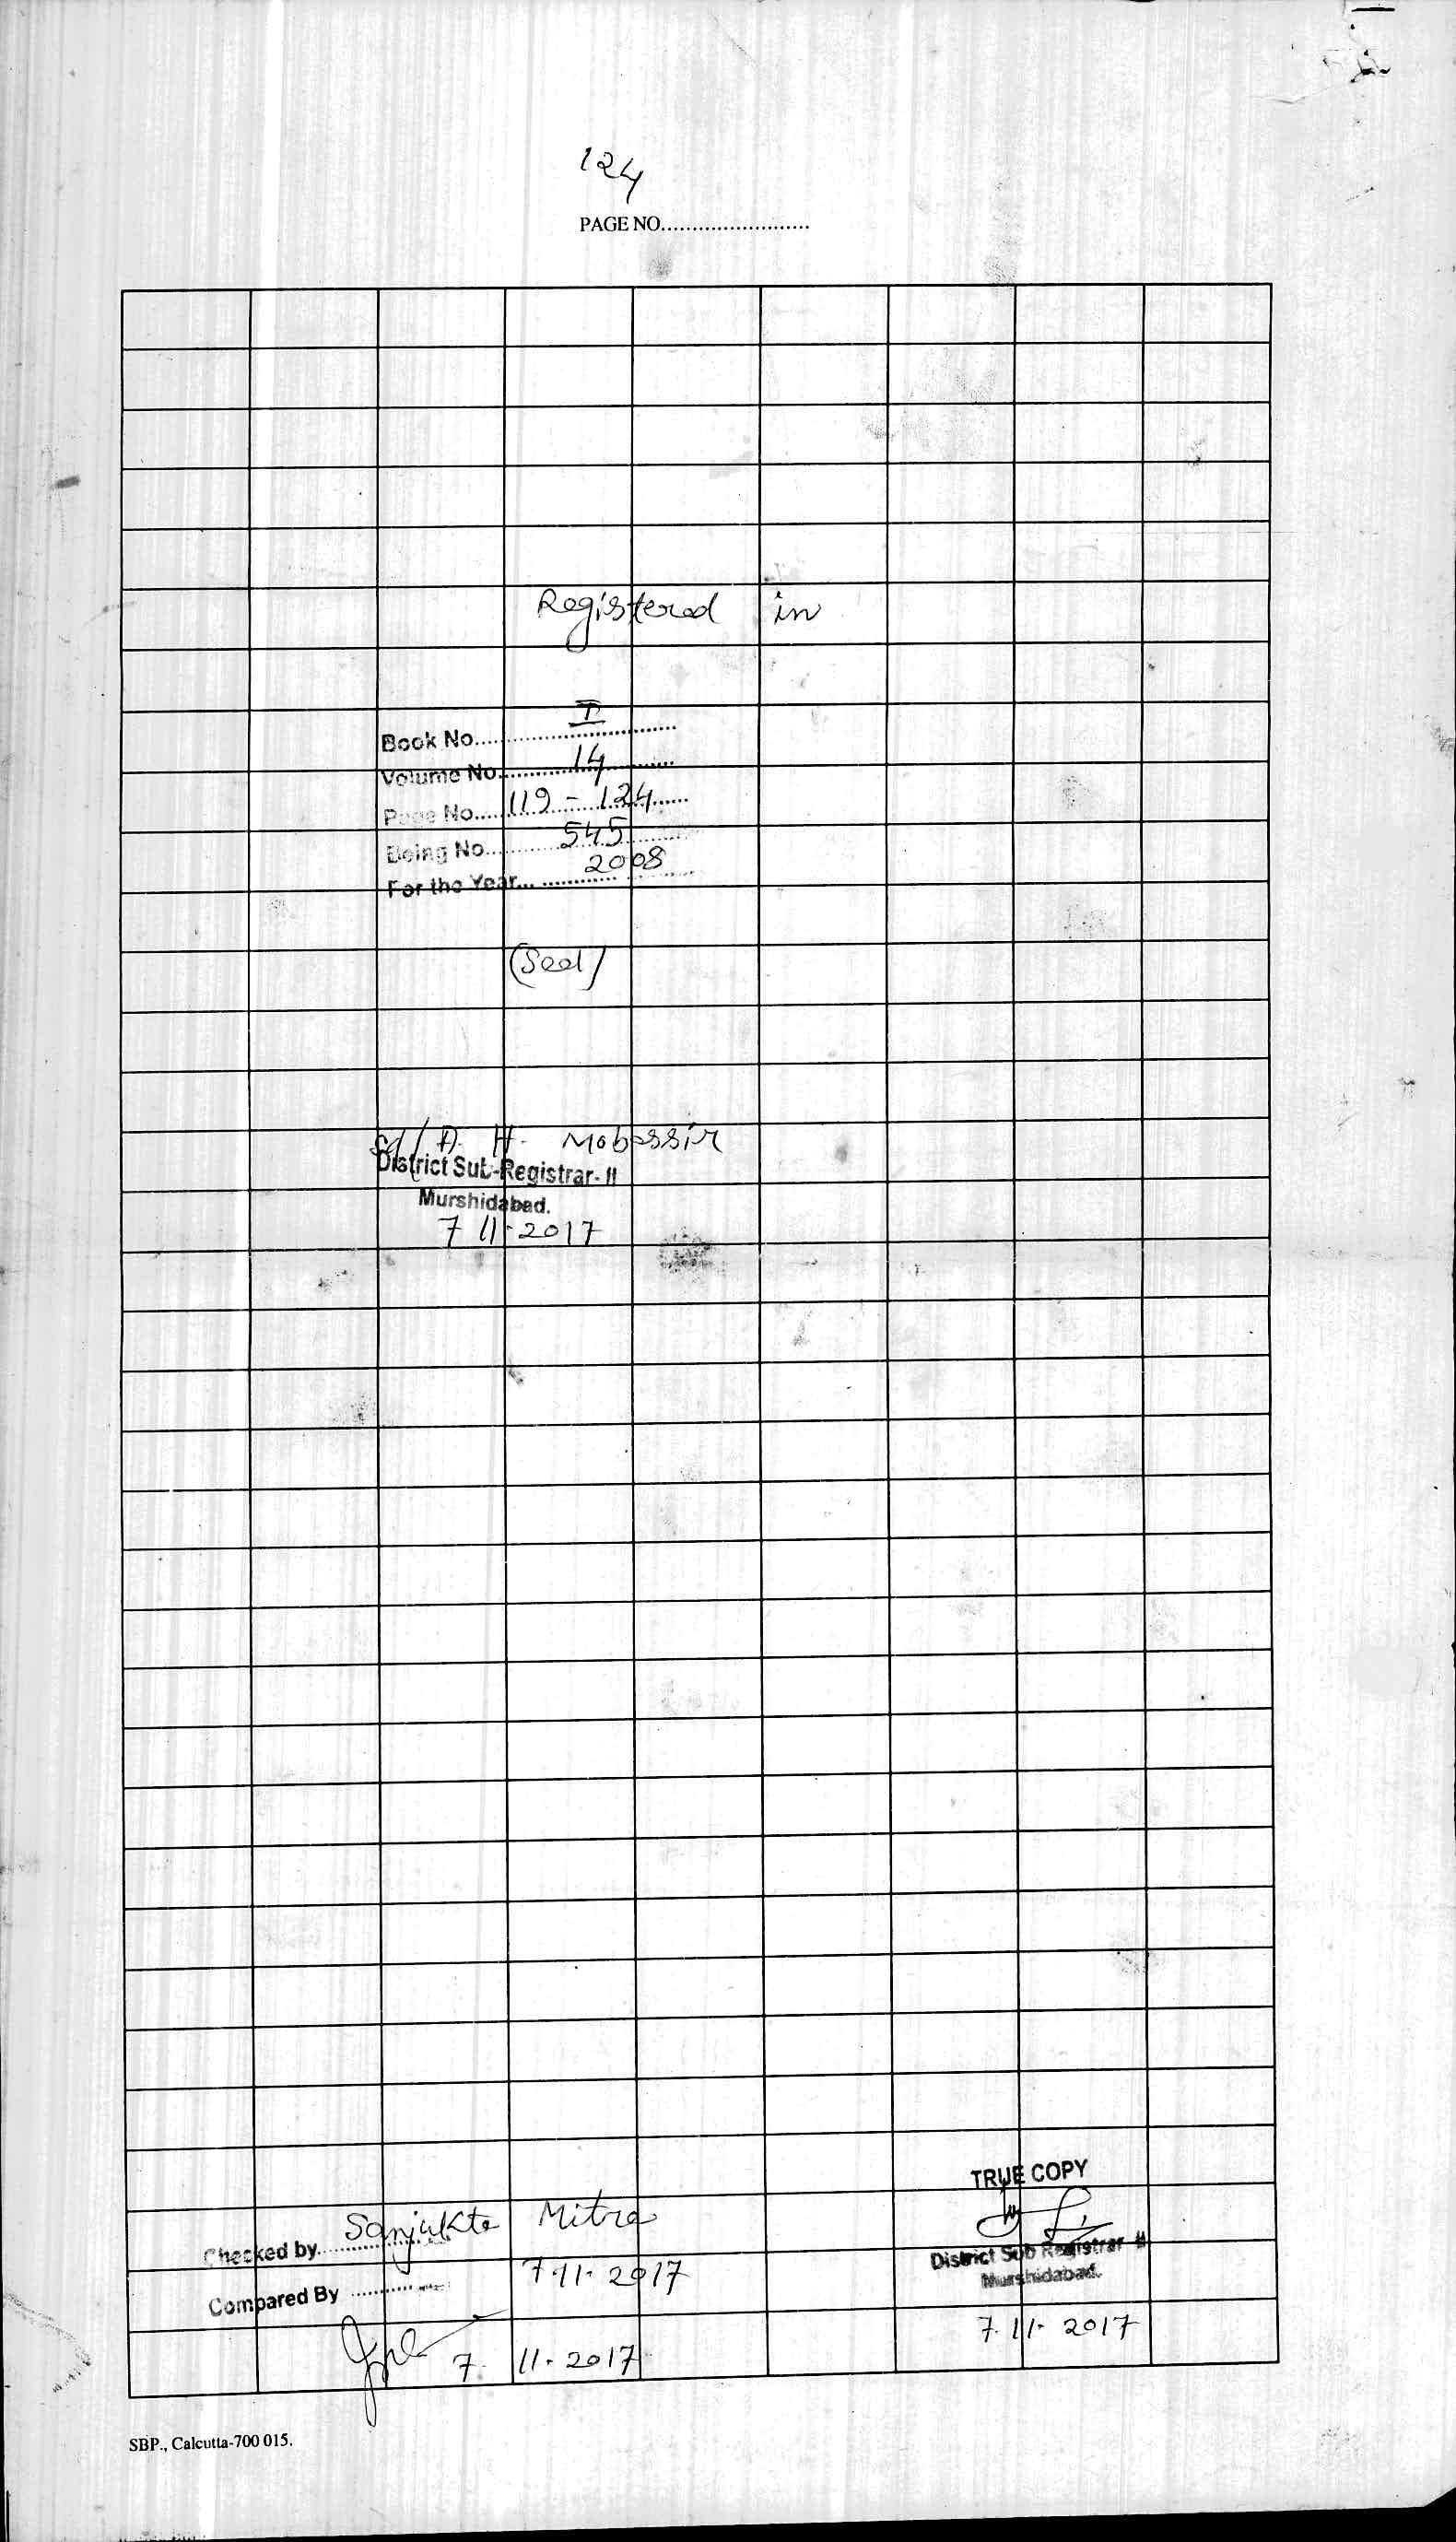 124
PAGE NO........................
Registered in
Book No.... I
Volume No.... 14
Page No.... 119 - 124
Being No.... 545
For the Year... 2008
(Seal)
Sd/ A. H. Mobassir
District Sub-Registrar-II
Murshidabad.
7 11-2017
TRUE COPY
Checked by.... Sanjukta Mitra
District Sub Registrar-II
Murshidabad.
Compared By .... 7.11.2017
7.11.2017
7. 11.2017
SBP., Calcutta-700 015.